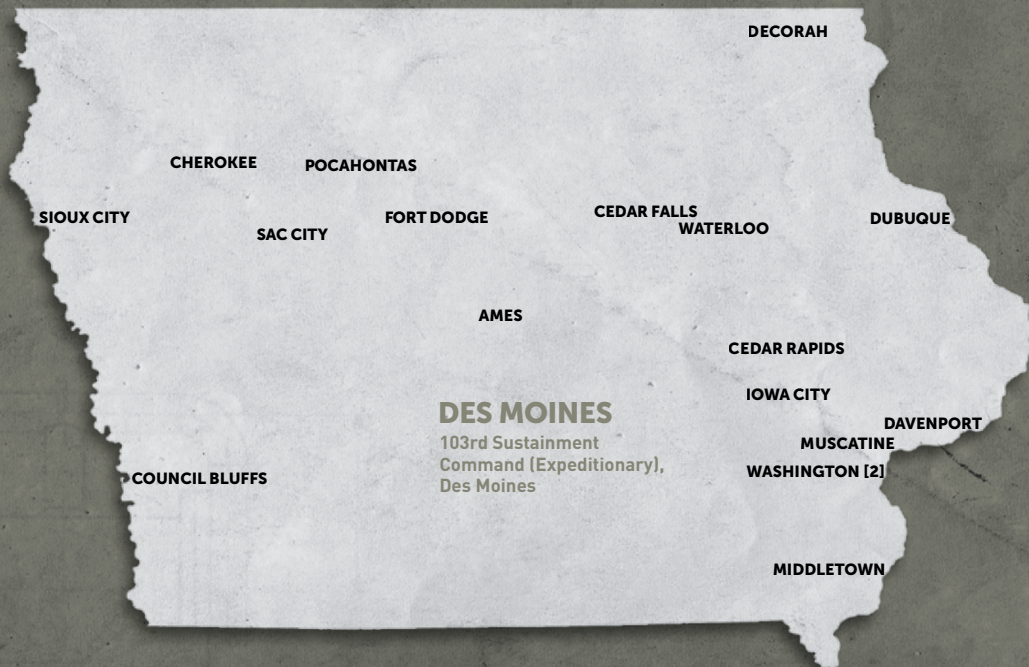 DECORAH
CHEROKEE
POCAHONTAS
SIOUX CITY
SAC CITY
FORT DODGE
CEDAR FALLS
WATERLOO
DUBUQUE
AMES
CEDAR RAPIDS
IOWA CITY
DES MOINES
103rd Sustainment
Command (Expeditionary),
Des Moines
DAVENPORT
MUSCATINE
WASHINGTON [2]
COUNCIL BLUFFS
MIDDLETOWN